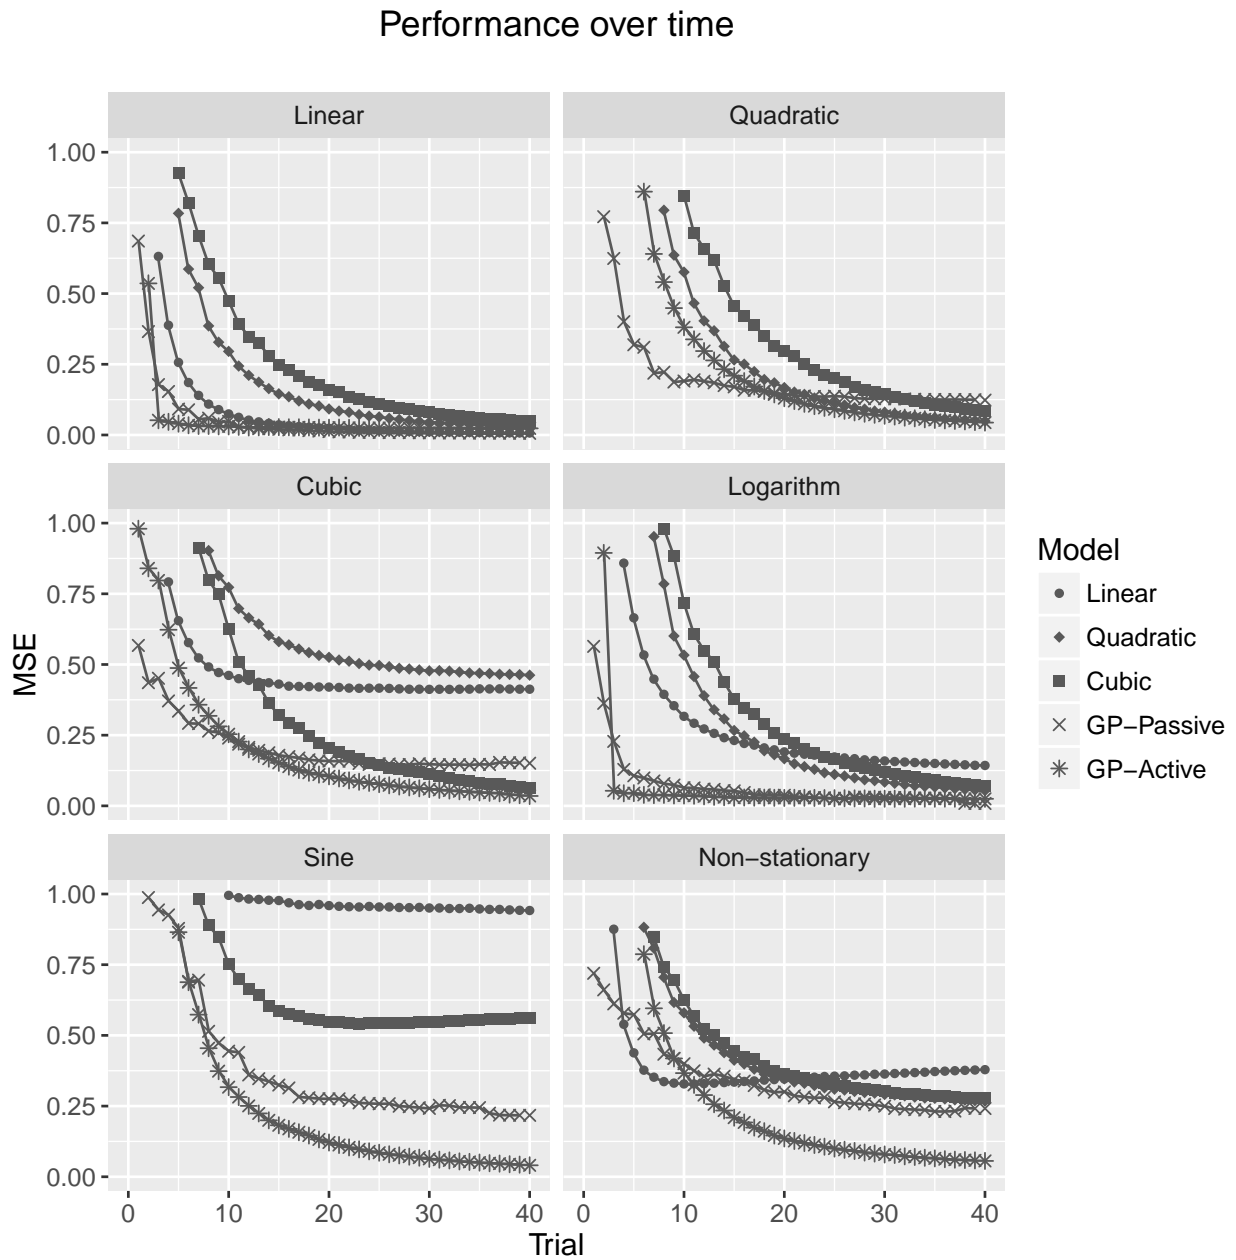 Performance over time
Linear
Quadratic
1.00
0.75
0.50
0.25
0.00
Cubic
Logarithm
1.00
0.75
0.50
0.25
0.00
Sine
Non−stationary
1.00
0.75
0.50
0.25
0.00
0 10 20 30 40
0 10 20 30 40
Trial
MSE
Model
Linear
Quadratic
Cubic
GP−Passive
GP−Active